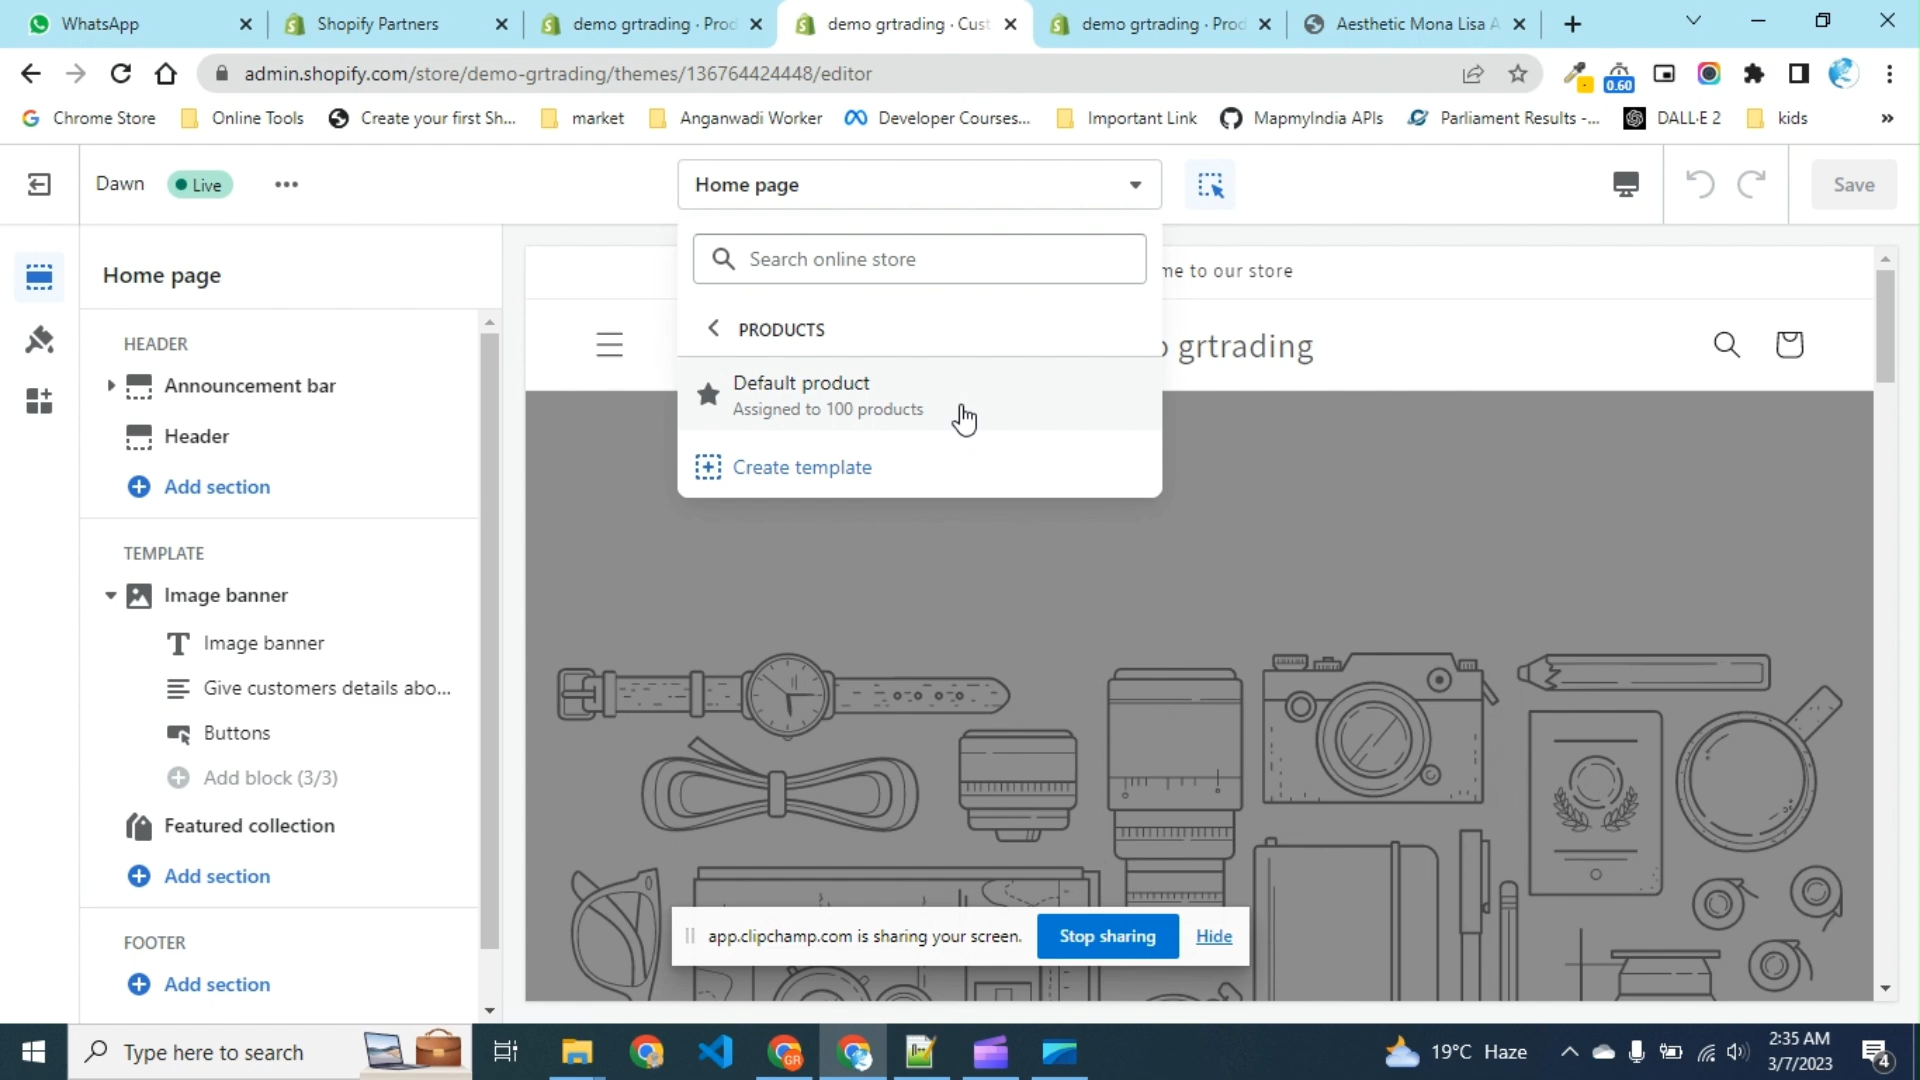 WhatsApp
Shopify Partners
demo grtrading · Prod
demo grtrading · Cust
demo grtrading · Prod
Aesthetic Mona Lisa A
admin.shopify.com/store/demo-grtrading/themes/136764424448/editor
0.60
Chrome Store
Online Tools
Create your first Sh...
market
Anganwadi Worker
Developer Courses...
Important Link
MapmyIndia APIs
Parliament Results -...
DALL·E 2
kids
»
Dawn
Live
Home page
Save
Home page
HEADER
Announcement bar
Header
Add section
TEMPLATE
Image banner
Image banner
Give customers details abo...
Buttons
Add block (3/3)
Featured collection
Add section
FOOTER
Add section
Search online store
PRODUCTS
Default product
Assigned to 100 products
Create template
me to our store
grtrading
app.clipchamp.com is sharing your screen.
Stop sharing
Hide
Type here to search
GR
19°C Haze
2:35 AM
3/7/2023
4